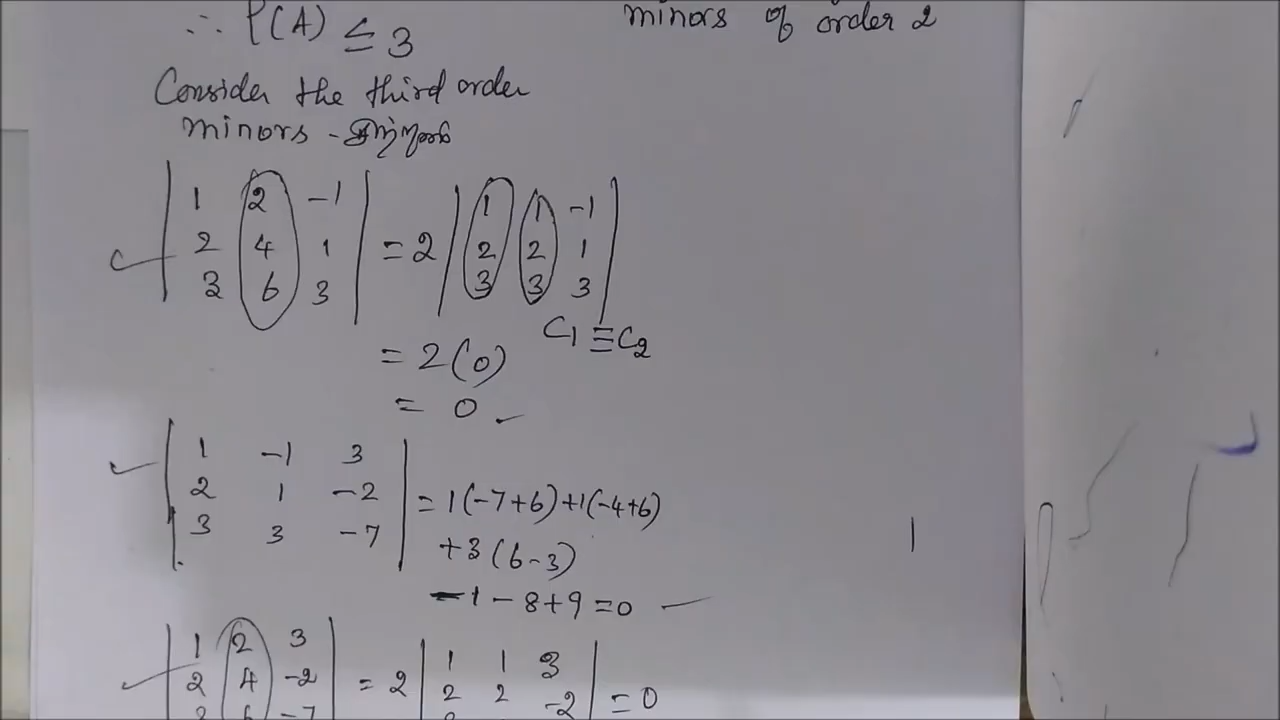 ∴ ρ(A) ≤ 3
minors of order 2
Consider the third order
minors -
| 1 2 -1 | = 2 | 1 1 -1 |
| 2 4 1 | | 2 2 1 |
| 3 6 3 | | 3 3 3 |
C1 ≡ C2
= 2(0)
= 0
| 1 -1 3 |
| 2 1 -2 | = 1(-7+6)+1(-4+6)
| 3 3 -7 | +3(6-3)
-1 - 8+9 = 0
| 1 2 3 | | 1 1 3 |
| 2 4 -2 | = 2 | 2 2 -2 | = 0
6 -7